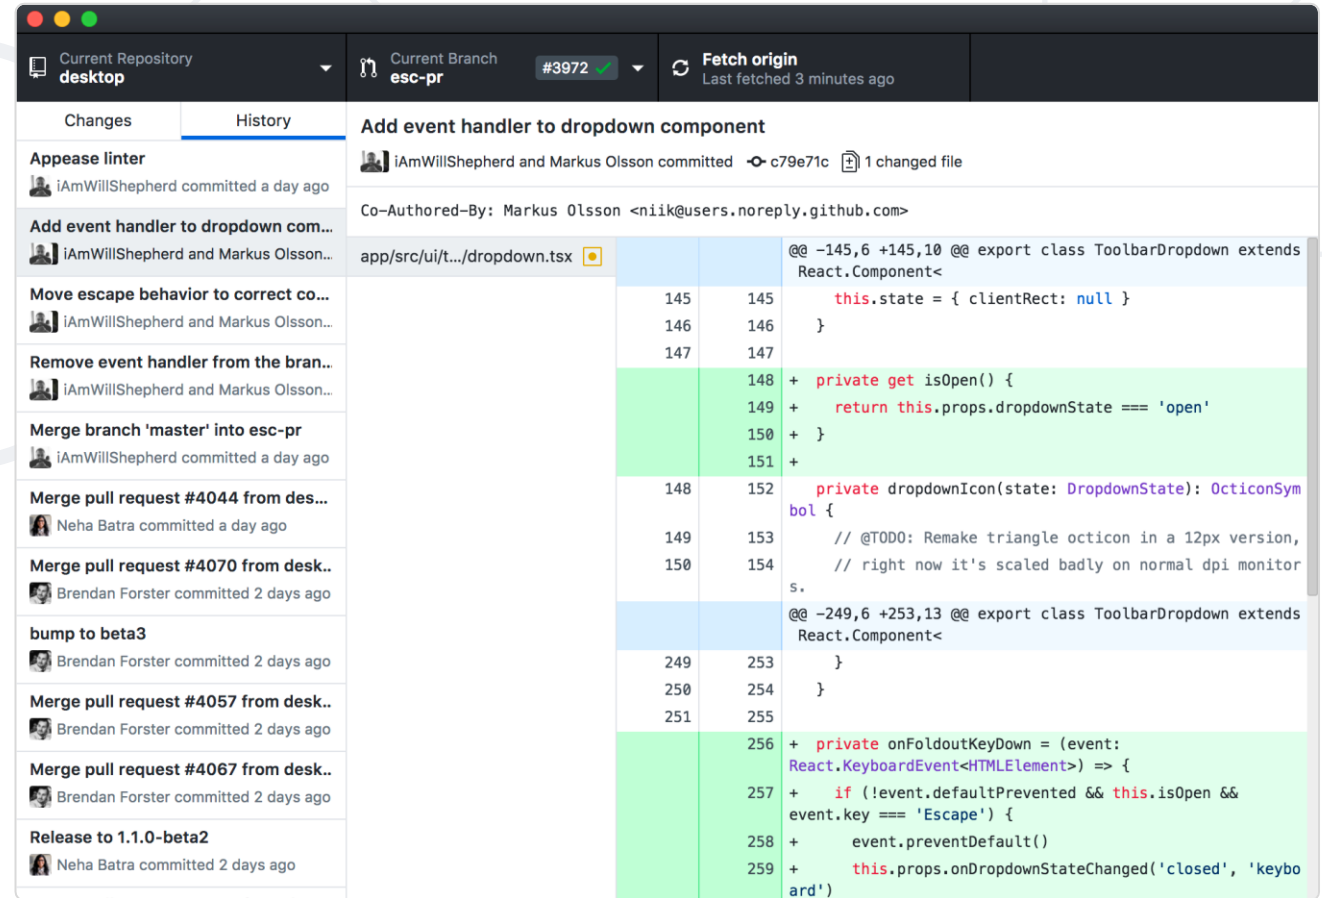 Current Repository
desktop
Current Branch
esc-pr
#3972
Fetch origin
Last fetched 3 minutes ago
Changes
History
Appease linter
iAmWillShepherd committed a day ago
Add event handler to dropdown com...
iAmWillShepherd and Markus Olsson...
Move escape behavior to correct co...
iAmWillShepherd and Markus Olsson...
Remove event handler from the bran..
iAmWillShepherd and Markus Olsson...
Merge branch 'master' into esc-pr
iAmWillShepherd committed a day ago
Merge pull request #4044 from des...
Neha Batra committed a day ago
Merge pull request #4070 from desk..
Brendan Forster committed 2 days ago
bump to beta3
Brendan Forster committed 2 days ago
Merge pull request #4057 from desk..
Brendan Forster committed 2 days ago
Merge pull request #4067 from desk..
Brendan Forster committed 2 days ago
Release to 1.1.0-beta2
Neha Batra committed 2 days ago
Add event handler to dropdown component
iAmWillShepherd and Markus Olsson committed c79e71c 1 changed file
Co-Authored-By: Markus Olsson <niik@users.noreply.github.com>
app/src/ui/t.../dropdown.tsx
@@ -145,6 +145,10 @@ export class ToolbarDropdown extends
React.Component<
145 145 this.state = { clientRect: null }
146 146 }
147 147
148 + private get isOpen() {
149 + return this.props.dropdownState === 'open'
150 + }
151 +
148 152 private dropdownIcon(state: DropdownState): OcticonSym
bol {
149 153 // @TODO: Remake triangle octicon in a 12px version,
150 154 // right now it's scaled badly on normal dpi monitor
s.
@@ -249,6 +253,13 @@ export class ToolbarDropdown extends
React.Component<
249 253 }
250 254 }
251 255
256 + private onFoldoutKeyDown = (event:
React.KeyboardEvent<HTMLElement>) => {
257 + if (!event.defaultPrevented && this.isOpen &&
event.key === 'Escape') {
258 + event.preventDefault()
259 + this.props.onDropdownStateChanged('closed', 'keybo
ard')